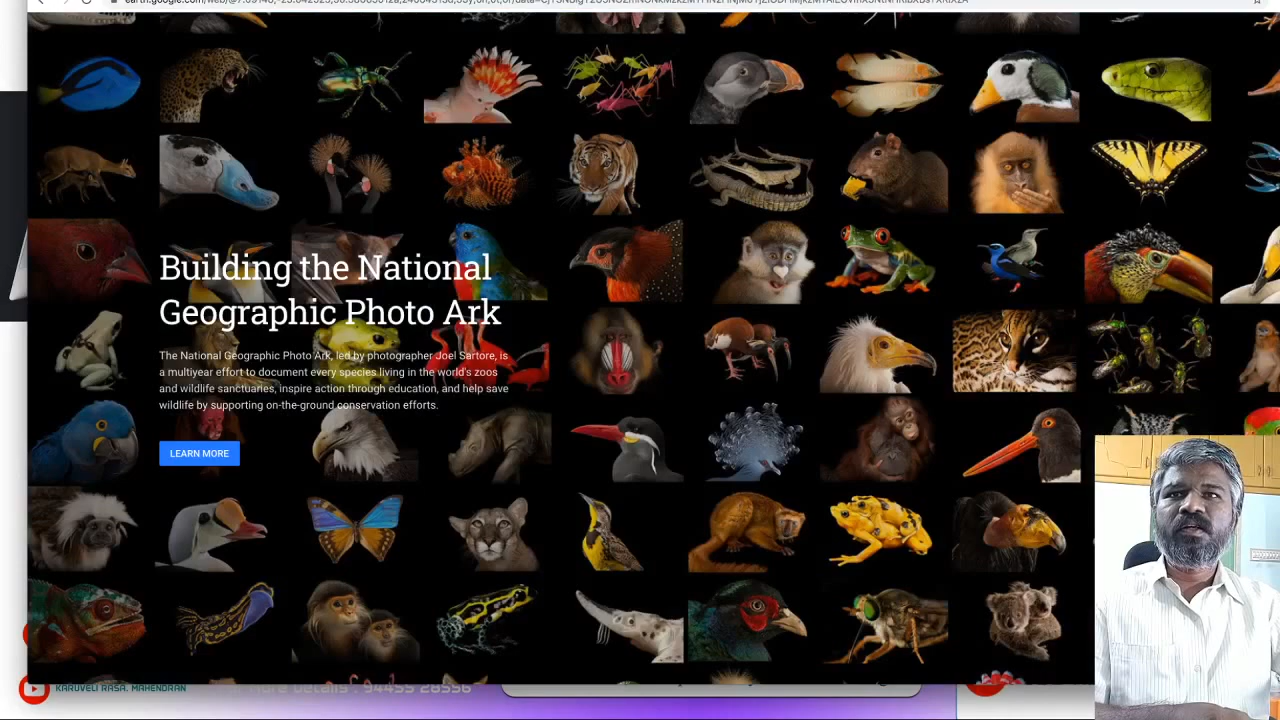 Building the National
Geographic Photo Ark
The National Geographic Photo Ark, led by photographer Joel Sartore, is
a multiyear effort to document every species living in the world's zoos
and wildlife sanctuaries, inspire action through education, and help save
wildlife by supporting on-the-ground conservation efforts.
LEARN MORE
KARUVELI RASA. MAHENDRAN
More Details: 94455 28556